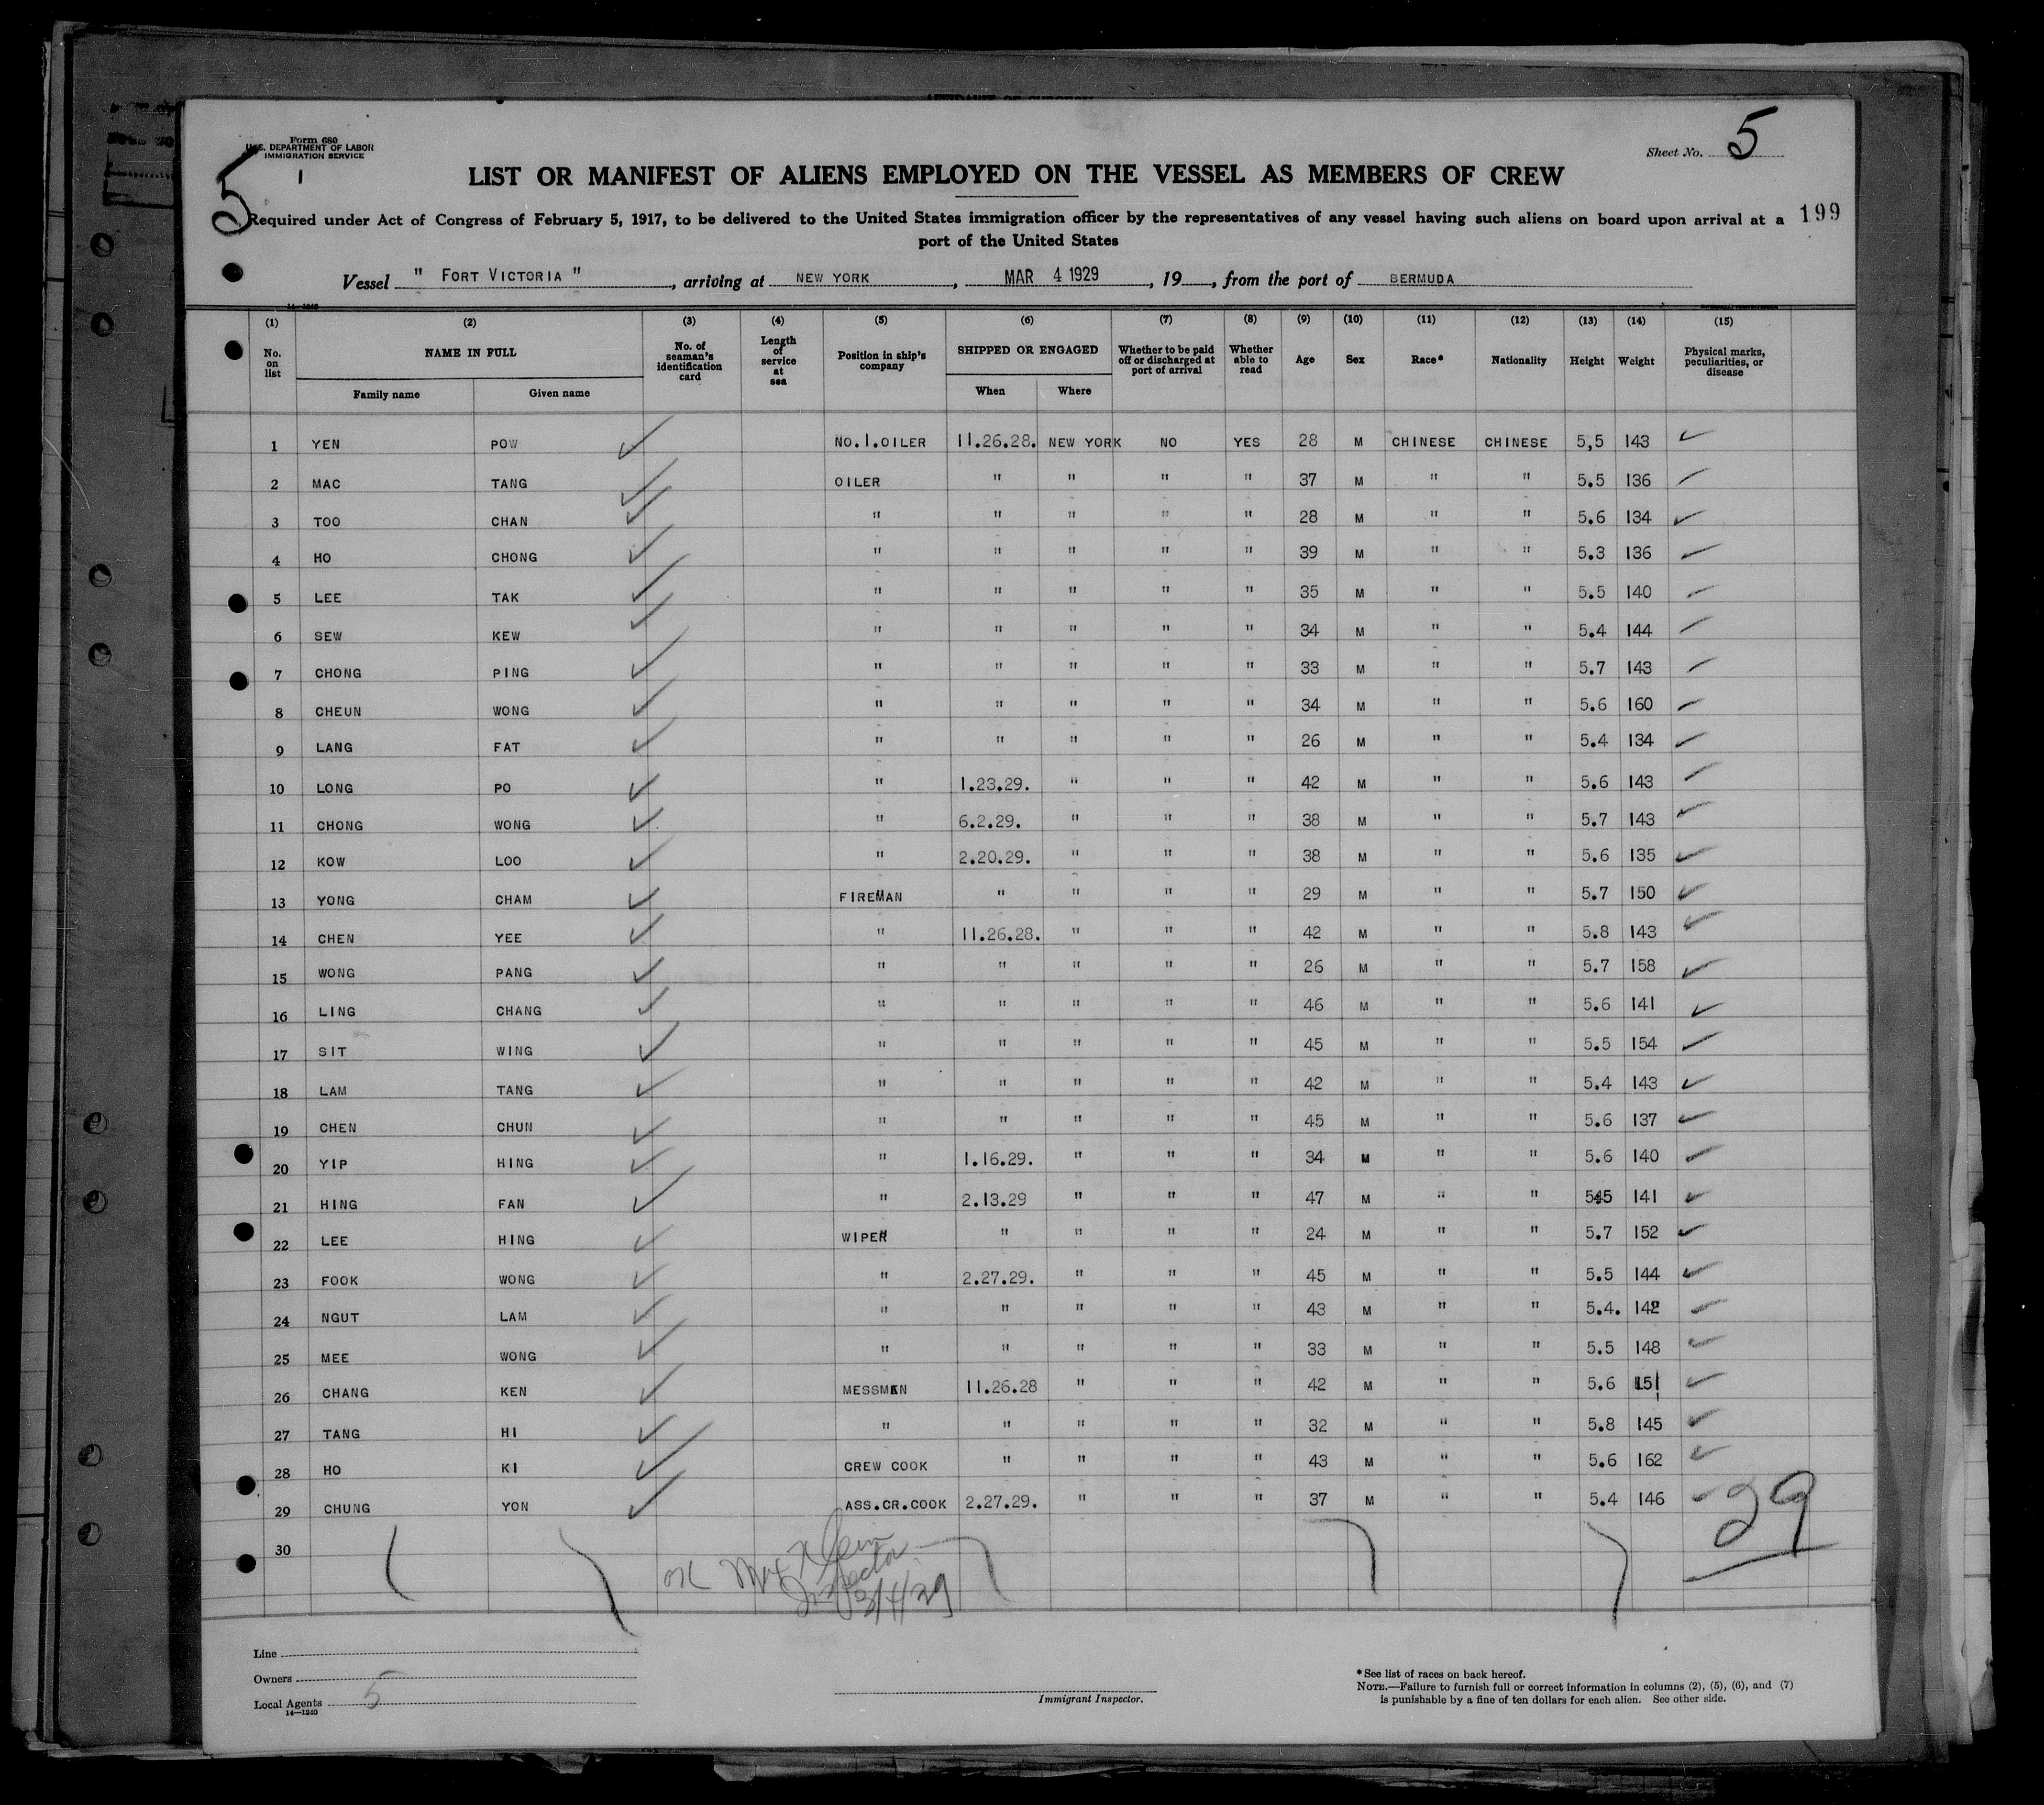 Form 680
U.S. DEPARTMENT OF LABOR
IMMIGRATION SERVICE
5
1
Sheet No. 5
LIST OR MANIFEST OF ALIENS EMPLOYED ON THE VESSEL AS MEMBERS OF CREW
Required under Act of Congress of February 5, 1917, to be delivered to the United States immigration officer by the representatives of any vessel having such aliens on board upon arrival at a
port of the United States
199
Vessel " FORT VICTORIA ", arriving at NEW YORK, MAR 4 1929, 19, from the port of BERMUDA
14-1240
(1) (2) (3) (4) (5) (6) (7) (8) (9) (10) (11) (12) (13) (14) (15)
No. on list NAME IN FULL No. of seaman's identification card Length of service at sea Position in ship's company SHIPPED OR ENGAGED Whether to be paid off or discharged at port of arrival Whether able to read Age Sex Race* Nationality Height Weight Physical marks, peculiarities, or disease
Family name Given name When Where
1 YEN POW ✓ NO.1.OILER 11.26.28. NEW YORK NO YES 28 M CHINESE CHINESE 5,5 143 ✓
2 MAC TANG ✓ OILER " " " " 37 M " " 5.5 136 ✓
3 TOO CHAN ✓ " " " " " 28 M " " 5.6 134 ✓
4 HO CHONG ✓ " " " " " 39 M " " 5.3 136 ✓
5 LEE TAK ✓ " " " " " 35 M " " 5.5 140 ✓
6 SEW KEW ✓ " " " " " 34 M " " 5.4 144 ✓
7 CHONG PING ✓ " " " " " 33 M " " 5.7 143 ✓
8 CHEUN WONG ✓ " " " " " 34 M " " 5.6 160 ✓
9 LANG FAT ✓ " " " " " 26 M " " 5.4 134 ✓
10 LONG PO ✓ " 1.23.29. " " " 42 M " " 5.6 143 ✓
11 CHONG WONG ✓ " 6.2.29. " " " 38 M " " 5.7 143 ✓
12 KOW LOO ✓ " 2.20.29. " " " 38 M " " 5.6 135 ✓
13 YONG CHAM ✓ FIREMAN " " " " 29 M " " 5.7 150 ✓
14 CHEN YEE ✓ " 11.26.28. " " " 42 M " " 5.8 143 ✓
15 WONG PANG ✓ " " " " " 26 M " " 5.7 158 ✓
16 LING CHANG ✓ " " " " " 46 M " " 5.6 141 ✓
17 SIT WING ✓ " " " " " 45 M " " 5.5 154 ✓
18 LAM TANG ✓ " " " " " 42 M " " 5.4 143 ✓
19 CHEN CHUN ✓ " " " " " 45 M " " 5.6 137 ✓
20 YIP HING ✓ " 1.16.29. " " " 34 M " " 5.6 140 ✓
21 HING FAN ✓ " 2.13.29 " " " 47 M " " 545 141 ✓
22 LEE HING ✓ WIPER " " " " 24 M " " 5.7 152 ✓
23 FOOK WONG ✓ " 2.27.29. " " " 45 M " " 5.5 144 ✓
24 NGUT LAM ✓ " " " " " 43 M " " 5.4. 142 ✓
25 MEE WONG ✓ " " " " " 33 M " " 5.5 148 ✓
26 CHANG KEN ✓ MESSMEN 11.26.28 " " " 42 M " " 5.6 151 ✓
27 TANG HI ✓ " " " " " 32 M " " 5.8 145 ✓
28 HO KI ✓ CREW COOK " " " " 43 M " " 5.6 162 ✓
29 CHUNG YON ✓ ASS.CR.COOK 2.27.29. " " " 37 M " " 5.4 146 ✓
29
30
OK Max Klein
Inspector
3/4/29
Line
Owners
Local Agents 5
14—1240
Immigrant Inspector.
*See list of races on back hereof.
NOTE.—Failure to furnish full or correct information in columns (2), (5), (6), and (7)
is punishable by a fine of ten dollars for each alien. See other side.